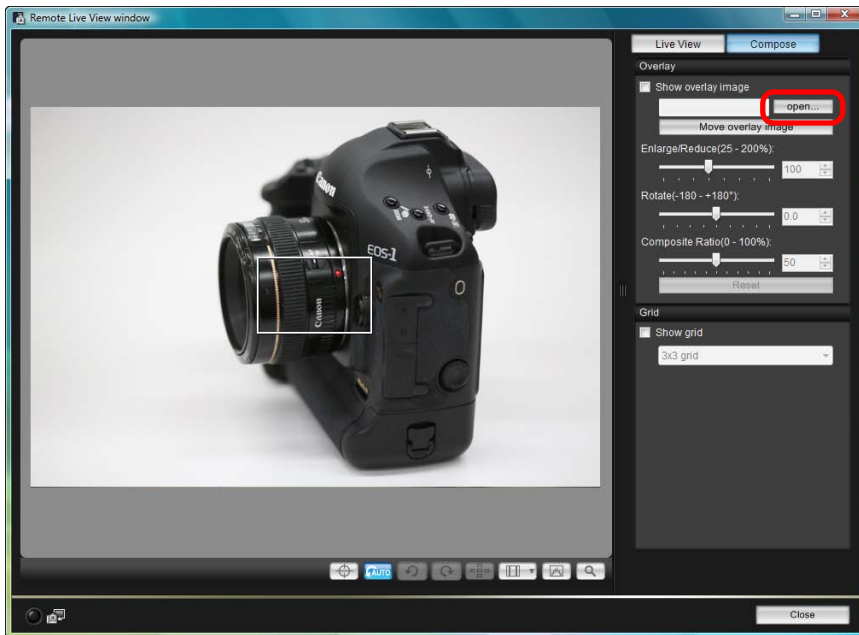 Remote Live View window
Live View
Compose
Overlay
Show overlay image
open...
Move overlay image
Enlarge/Reduce(25 - 200%):
100
Rotate(-180 - +180°):
0.0
Composite Ratio(0 - 100%):
50
Reset
Grid
Show grid
3x3 grid
Canon
EOS-1
Canon
AUTO
Close